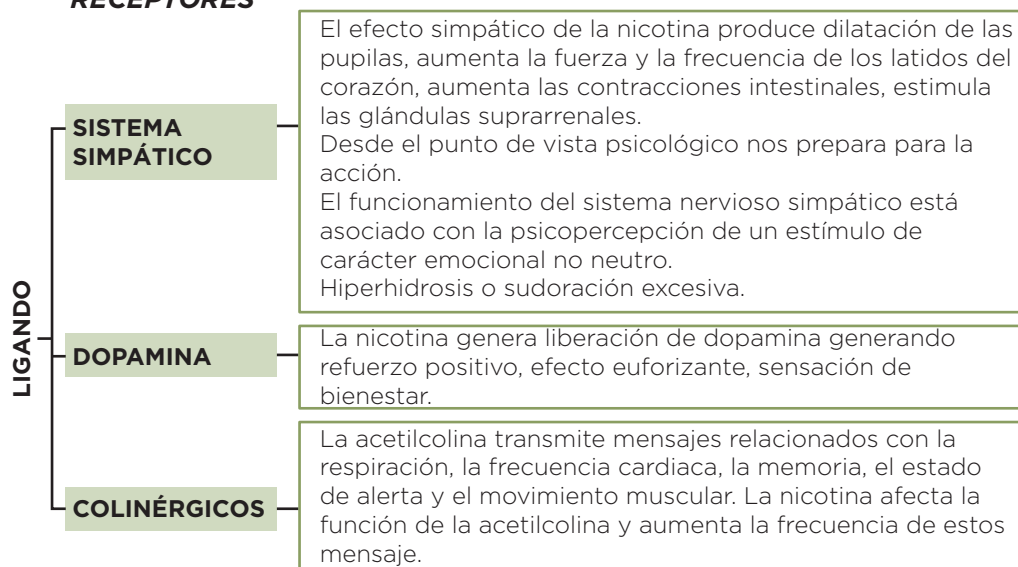 RECEPTORES
LIGANDO
SISTEMA
SIMPÁTICO
El efecto simpático de la nicotina produce dilatación de las
pupilas, aumenta la fuerza y la frecuencia de los latidos del
corazón, aumenta las contracciones intestinales, estimula
las glándulas suprarrenales.
Desde el punto de vista psicológico nos prepara para la
acción.
El funcionamiento del sistema nervioso simpático está
asociado con la psicopercepción de un estímulo de
carácter emocional no neutro.
Hiperhidrosis o sudoración excesiva.
DOPAMINA
La nicotina genera liberación de dopamina generando
refuerzo positivo, efecto euforizante, sensación de
bienestar.
COLINÉRGICOS
La acetilcolina transmite mensajes relacionados con la
respiración, la frecuencia cardiaca, la memoria, el estado
de alerta y el movimiento muscular. La nicotina afecta la
función de la acetilcolina y aumenta la frecuencia de estos
mensaje.